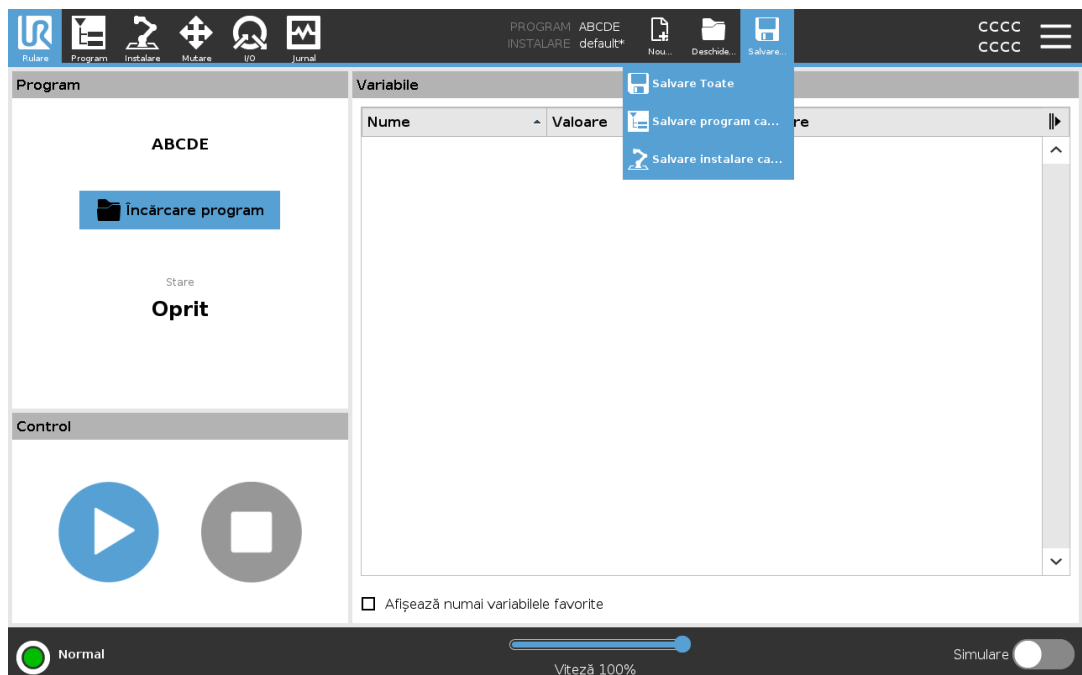 Rulare
Program
Instalare
Mutare
I/O
Jurnal
PROGRAM ABCDE
INSTALARE default*
Nou...
Deschide...
Salvare...
CCCC
CCCC
Salvare Toate
Salvare program ca...
Salvare instalare ca...
Program
ABCDE
Încărcare program
Stare
Oprit
Variabile
Nume
Valoare
re
Control
Afișează numai variabilele favorite
Normal
Viteză 100%
Simulare